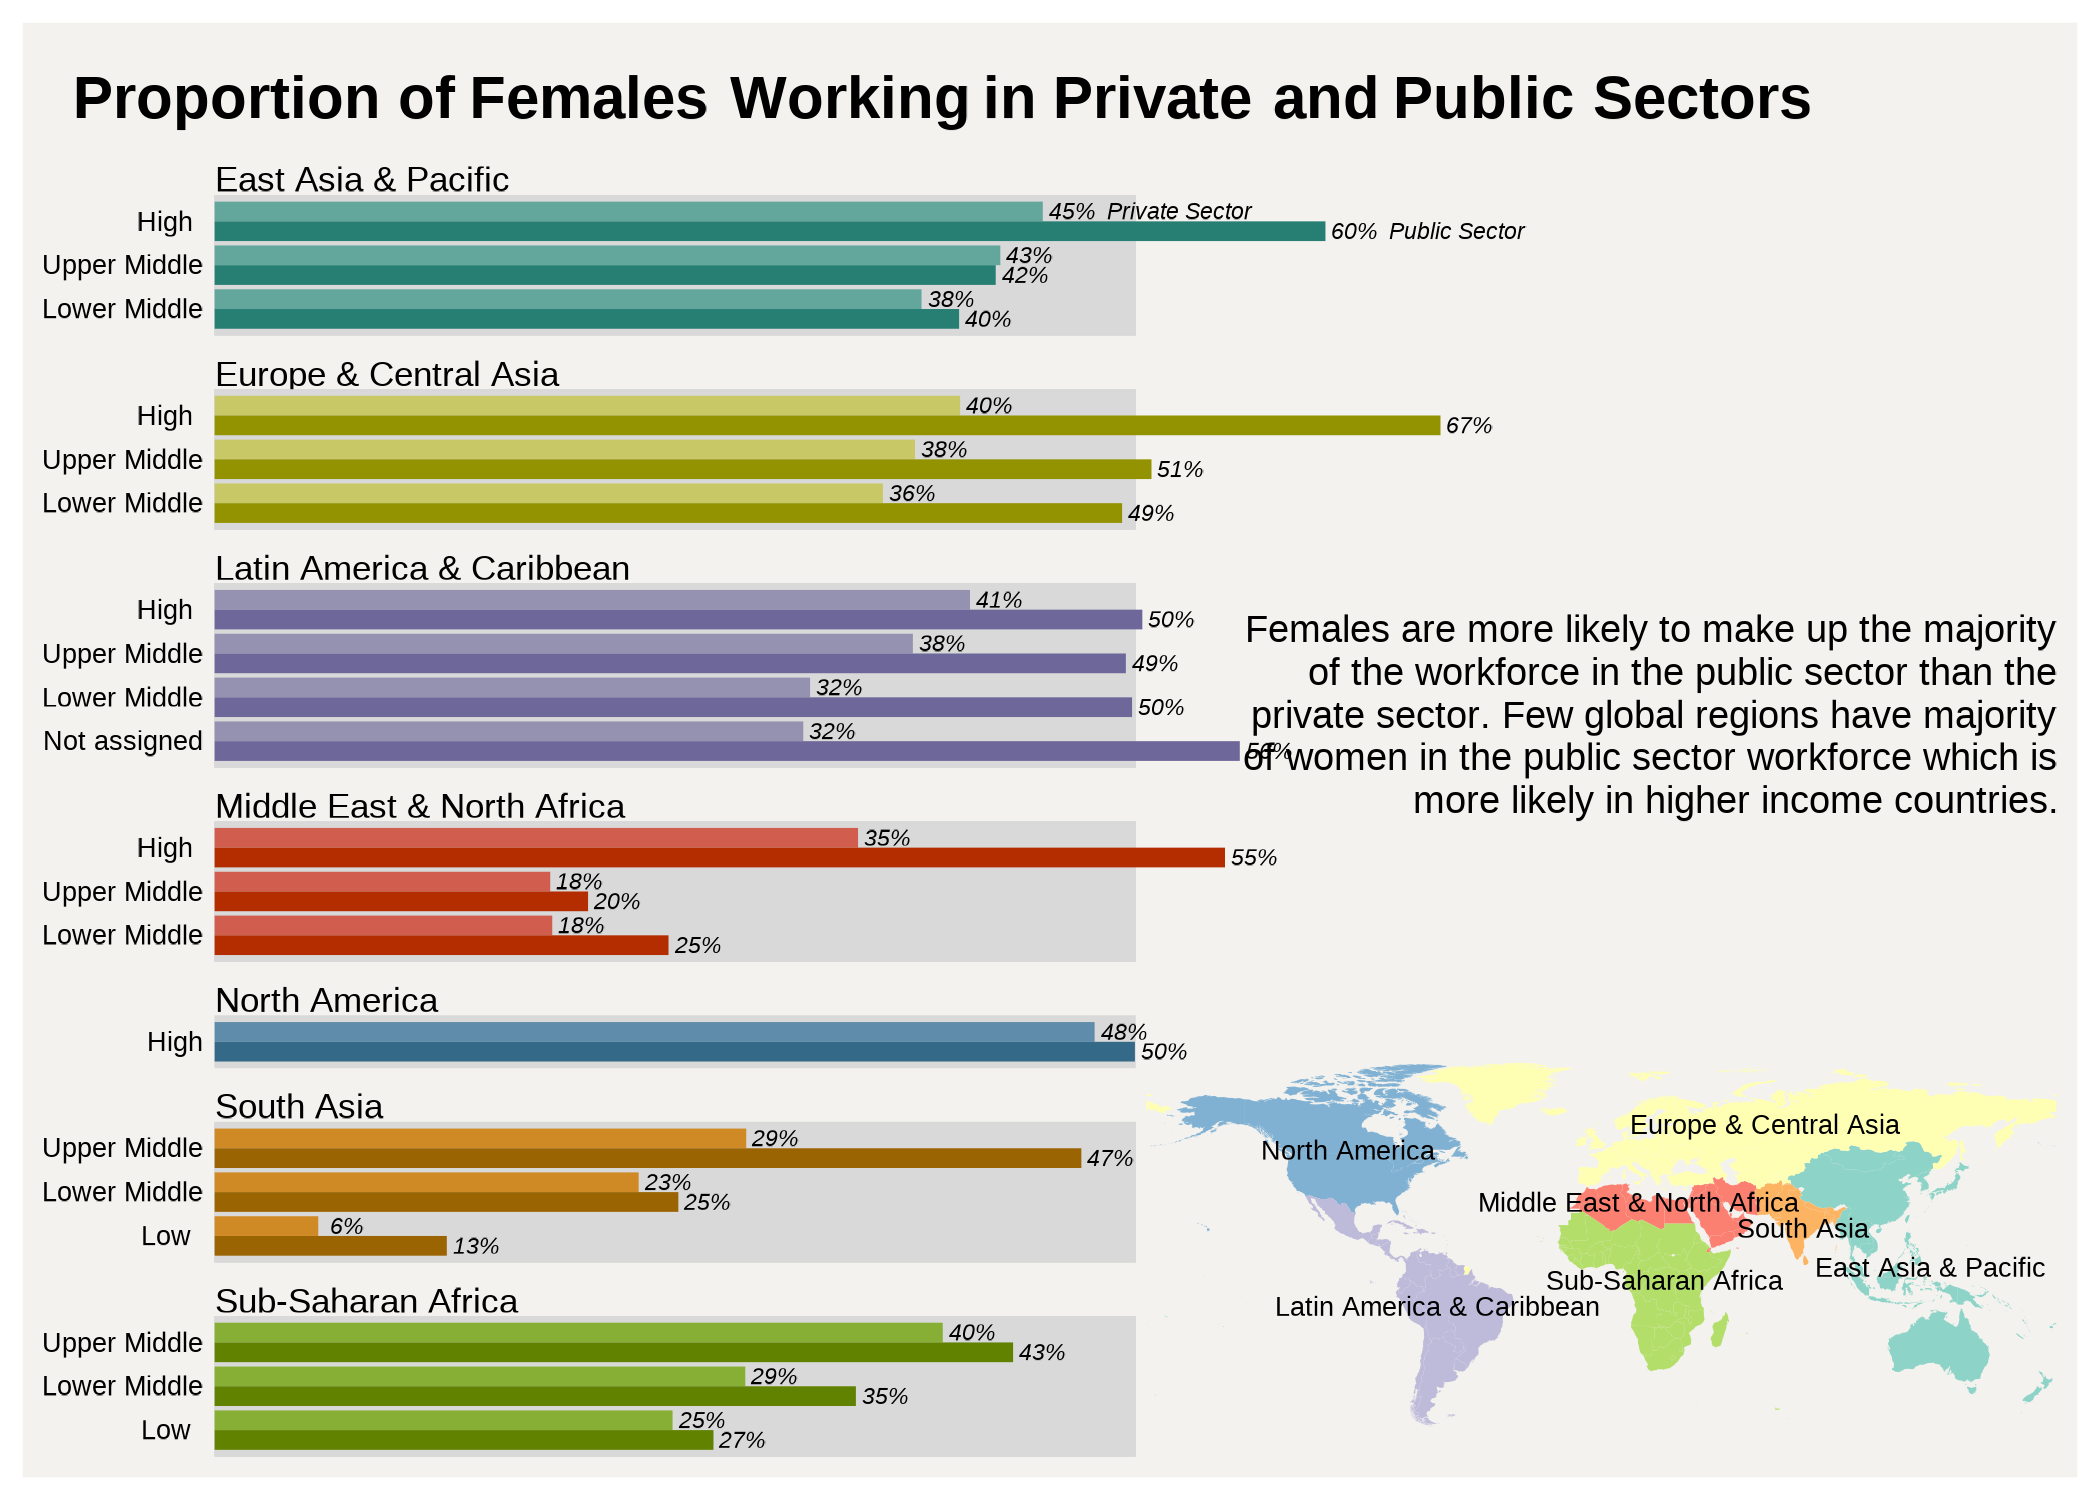 Proportion of Females Working in Private and Public Sectors
East Asia & Pacific
High 45% Private Sector
60% Public Sector
Upper Middle 43%
42%
Lower Middle 38%
40%
Europe & Central Asia
High 40%
67%
Upper Middle 38%
51%
Lower Middle 36%
49%
Latin America & Caribbean
High 41%
50%
Upper Middle 38%
49%
Lower Middle 32%
50%
Not assigned 32%
56%
Females are more likely to make up the majority
of the workforce in the public sector than the
private sector. Few global regions have majority
of women in the public sector workforce which is
more likely in higher income countries.
Middle East & North Africa
High 35%
55%
Upper Middle 18%
20%
Lower Middle 18%
25%
North America
High 48%
50%
South Asia
Upper Middle 29%
47%
Lower Middle 23%
25%
Low 6%
13%
Sub-Saharan Africa
Upper Middle 40%
43%
Lower Middle 29%
35%
Low 25%
27%
Europe & Central Asia
North America
Middle East & North Africa
South Asia
East Asia & Pacific
Sub-Saharan Africa
Latin America & Caribbean